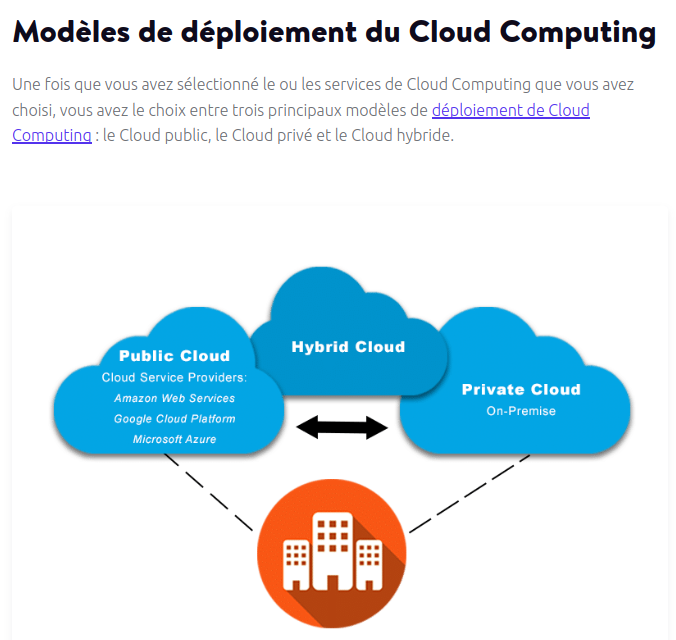 Modèles de déploiement du Cloud Computing
Une fois que vous avez sélectionné le ou les services de Cloud Computing que vous avez
choisi, vous avez le choix entre trois principaux modèles de déploiement de Cloud
Computing : le Cloud public, le Cloud privé et le Cloud hybride.
Hybrid Cloud
Public Cloud
Cloud Service Providers:
Amazon Web Services
Google Cloud Platform
Microsoft Azure
Private Cloud
On-Premise